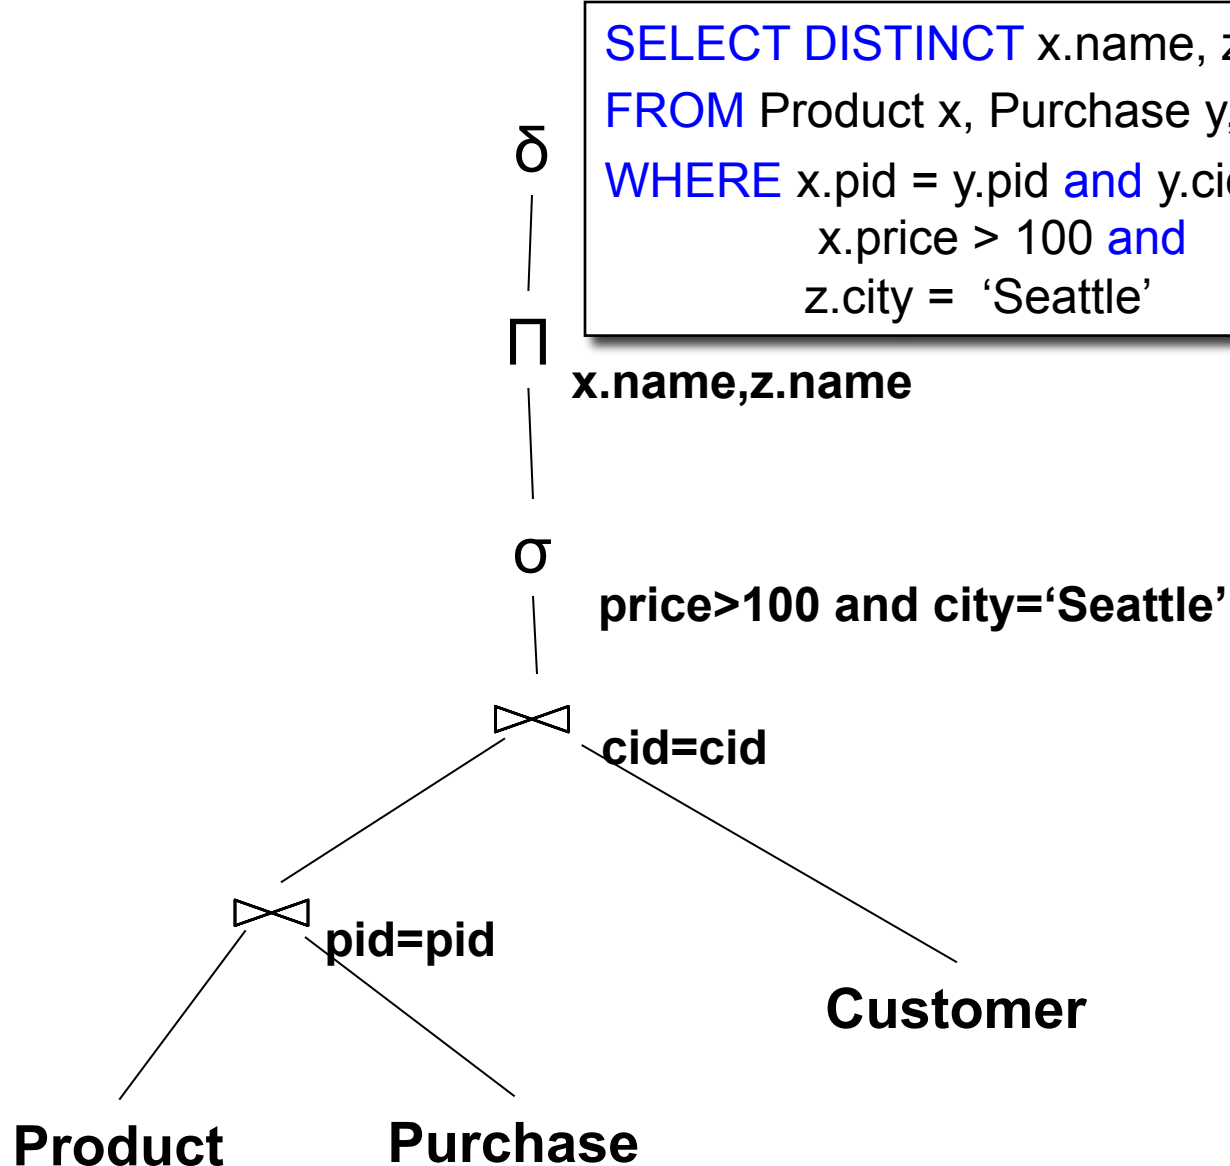 SELECT DISTINCT x.name,
FROM Product x, Purchase y,
WHERE x.pid = y.pid and
x.price > 100 and
z.city = ‘Seattle’
δ
Π
x.name,z.name
σ
price>100 and city=‘Seattle’
cid=cid
pid=pid
Customer
Product
Purchase